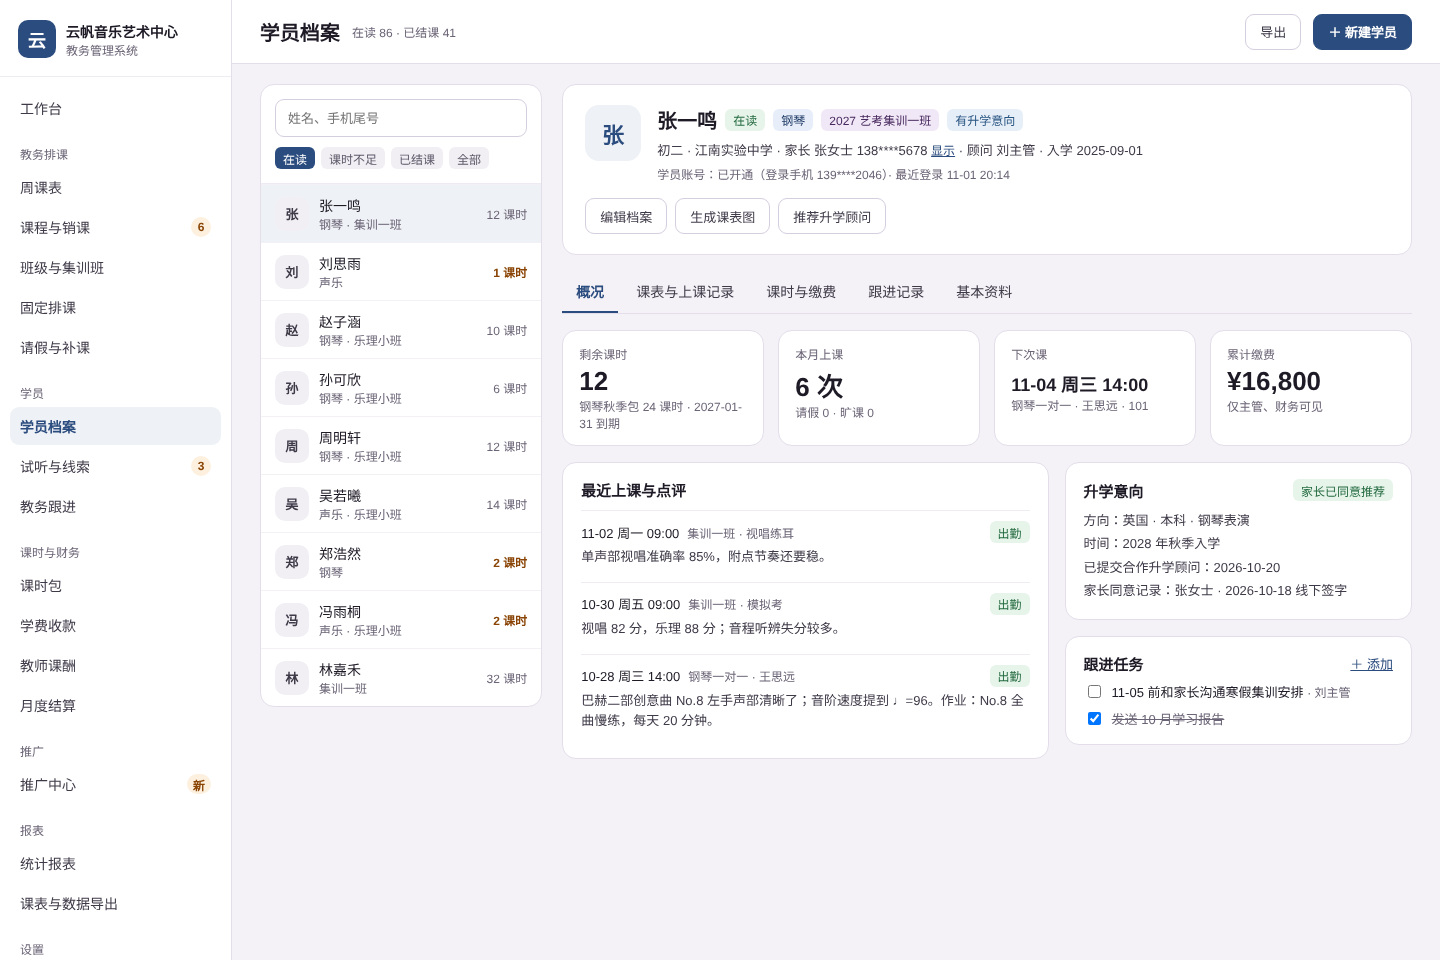 云
云帆音乐艺术中心
教务管理系统
工作台
教务排课
周课表
课程与销课 6
班级与集训班
固定排课
请假与补课
学员
学员档案
试听与线索 3
教务跟进
课时与财务
课时包
学费收款
教师课酬
月度结算
推广
推广中心 新
报表
统计报表
课表与数据导出
设置
学员档案 在读 86 · 已结课 41
导出
＋ 新建学员
姓名、手机尾号
在读 课时不足 已结课 全部
张 张一鸣 12 课时
钢琴 · 集训一班
刘 刘思雨 1 课时
声乐
赵 赵子涵 10 课时
钢琴 · 乐理小班
孙 孙可欣 6 课时
钢琴 · 乐理小班
周 周明轩 12 课时
钢琴 · 乐理小班
吴 吴若曦 14 课时
声乐 · 乐理小班
郑 郑浩然 2 课时
钢琴
冯 冯雨桐 2 课时
声乐 · 乐理小班
林 林嘉禾 32 课时
集训一班
张
张一鸣 在读 钢琴 2027 艺考集训一班 有升学意向
初二 · 江南实验中学 · 家长 张女士 138****5678 显示 · 顾问 刘主管 · 入学 2025-09-01
学员账号：已开通（登录手机 139****2046）· 最近登录 11-01 20:14
编辑档案 生成课表图 推荐升学顾问
概况 课表与上课记录 课时与缴费 跟进记录 基本资料
剩余课时
12
钢琴秋季包 24 课时 · 2027-01-
31 到期
本月上课
6 次
请假 0 · 旷课 0
下次课
11-04 周三 14:00
钢琴一对一 · 王思远 · 101
累计缴费
¥16,800
仅主管、财务可见
最近上课与点评
11-02 周一 09:00 集训一班 · 视唱练耳 出勤
单声部视唱准确率 85%，附点节奏还要稳。
10-30 周五 09:00 集训一班 · 模拟考 出勤
视唱 82 分，乐理 88 分；音程听辨失分较多。
10-28 周三 14:00 钢琴一对一 · 王思远 出勤
巴赫二部创意曲 No.8 左手声部清晰了；音阶速度提到 ♩=96。作业：No.8 全
曲慢练，每天 20 分钟。
升学意向 家长已同意推荐
方向：英国 · 本科 · 钢琴表演
时间：2028 年秋季入学
已提交合作升学顾问：2026-10-20
家长同意记录：张女士 · 2026-10-18 线下签字
跟进任务 ＋ 添加
11-05 前和家长沟通寒假集训安排 · 刘主管
发送 10 月学习报告